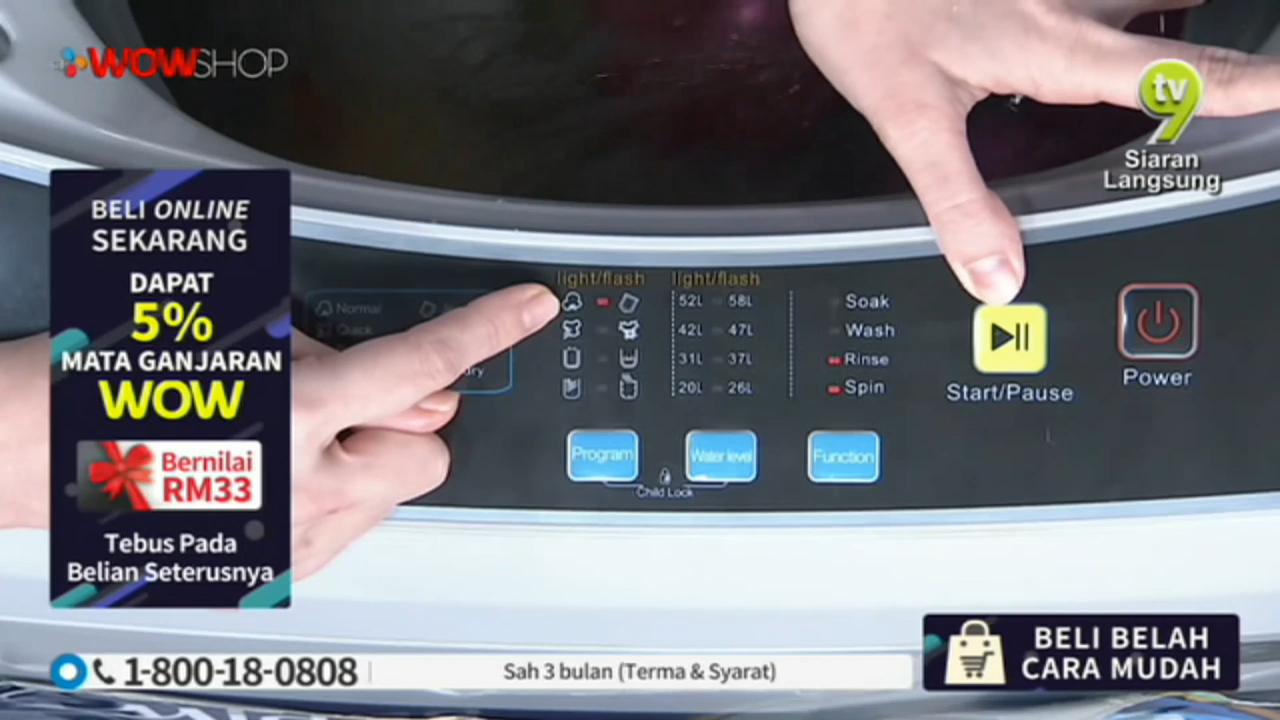 WOWSHOP
tv9
Siaran
Langsung
BELI ONLINE
SEKARANG
DAPAT
5%
MATA GANJARAN
WOW
Bernilai
RM33
Tebus Pada
Belian Seterusnya
Normal
Quick
light/flash light/flash
52L 58L
42L 47L
31L 37L
20L 26L
Soak
Wash
Rinse
Spin
Start/Pause
Power
Program
Water level
Function
Child Lock
1-800-18-0808
Sah 3 bulan (Terma & Syarat)
BELI BELAH
CARA MUDAH